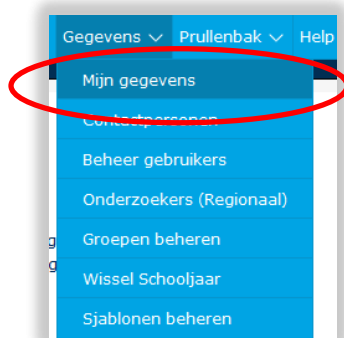 Gegevens Prullenbak Help
Mijn gegevens
Contactpersonen
Beheer gebruikers
Onderzoekers (Regionaal)
Groepen beheren
Wissel Schooljaar
Sjablonen beheren